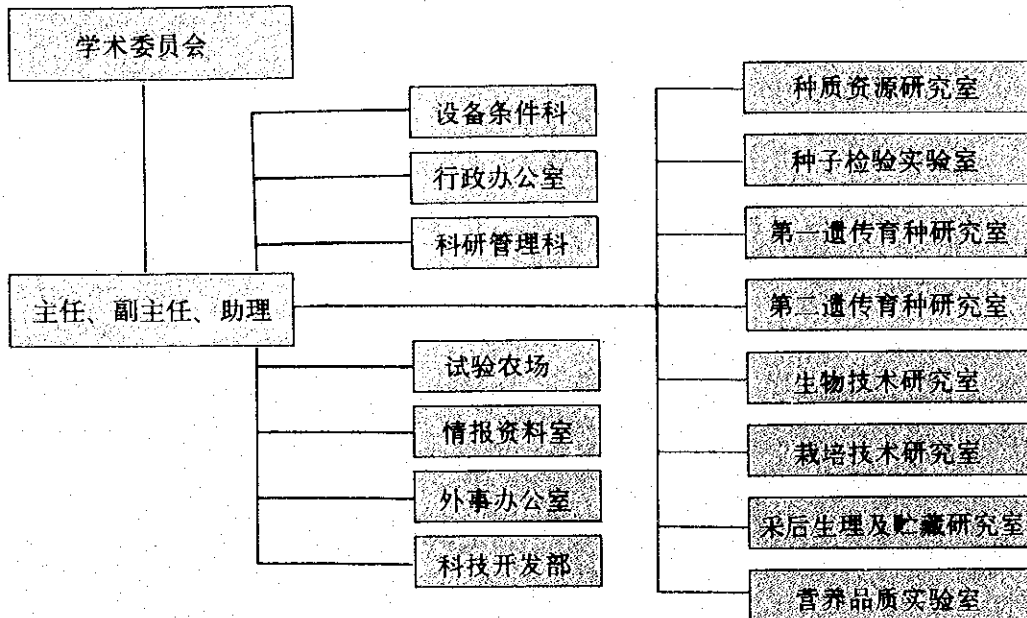 学术委员会
设备条件科
行政办公室
科研管理科
主任、副主任、助理
试验农场
情报资料室
外事办公室
科技开发部
种质资源研究室
种子检验实验室
第一遗传育种研究室
第二遗传育种研究室
生物技术研究室
栽培技术研究室
采后生理及贮藏研究室
营养品质实验室